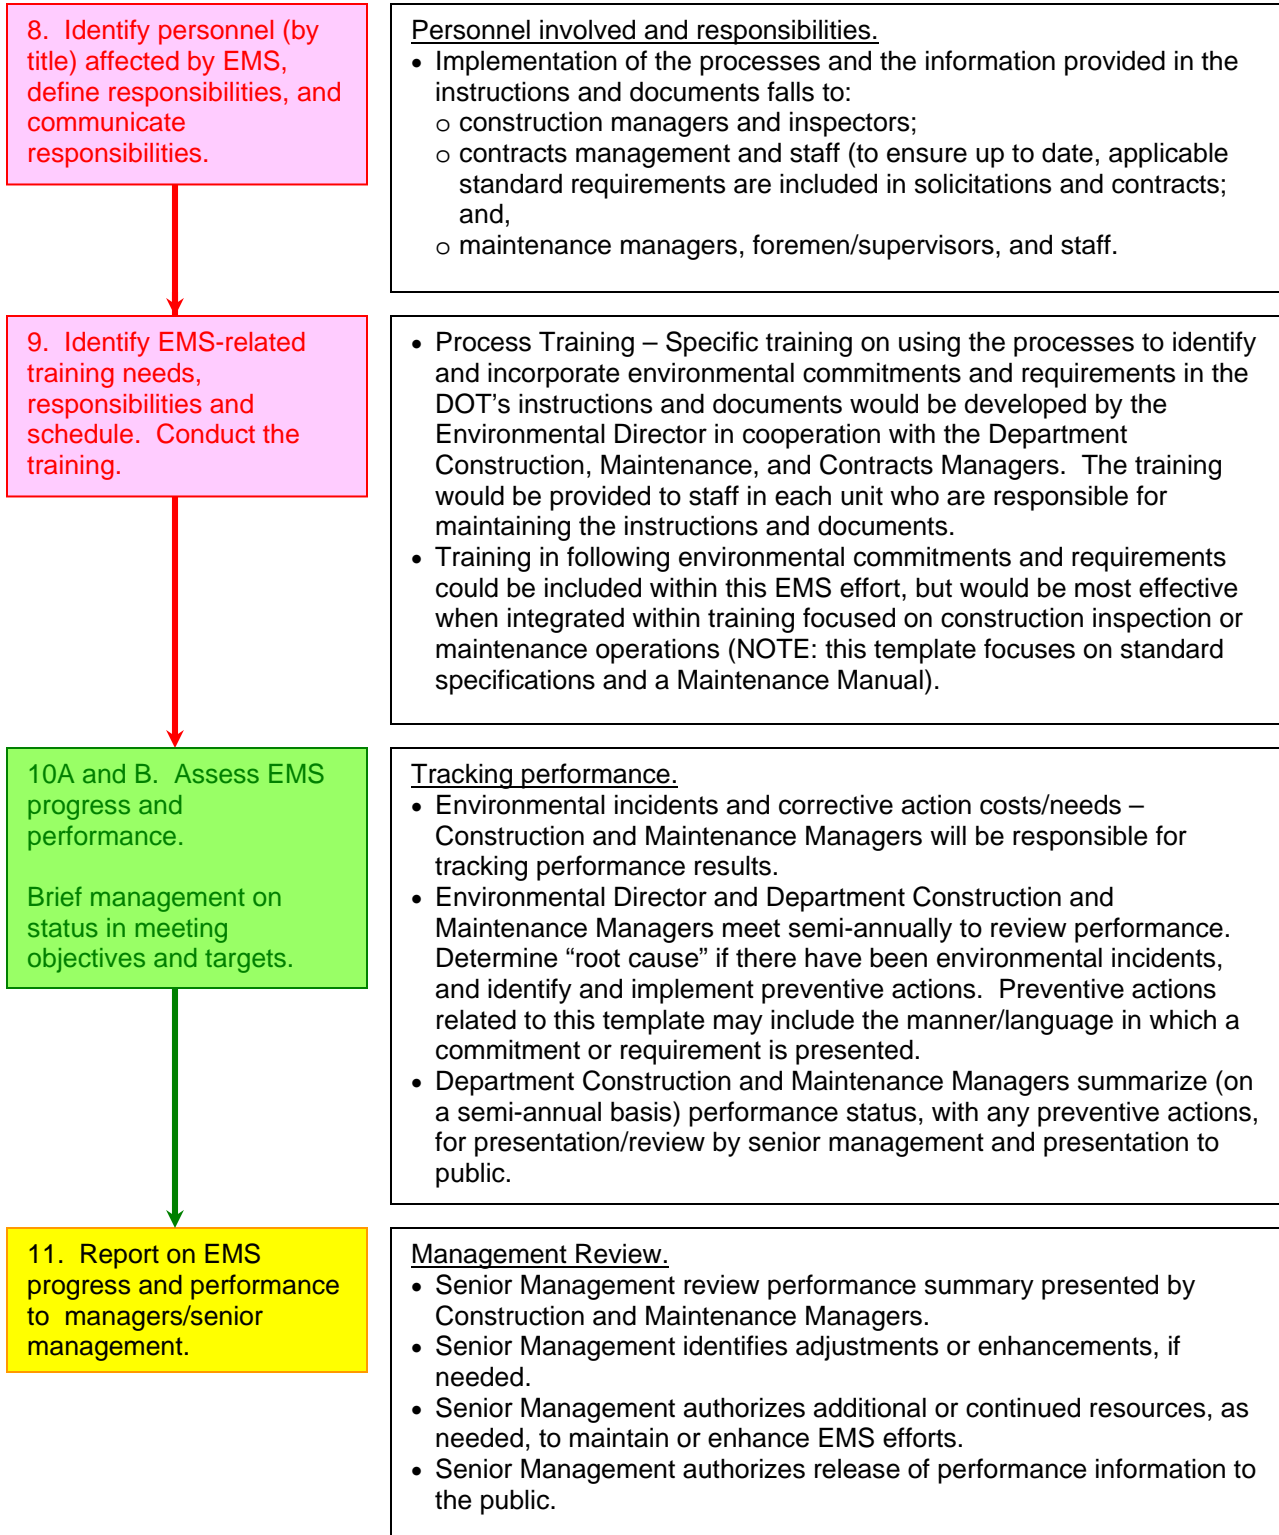 8.  Identify personnel (by
title) affected by EMS,
define responsibilities, and
communicate
responsibilities.
Personnel involved and responsibilities.
• Implementation of the processes and the information provided in the
instructions and documents falls to:
o construction managers and inspectors;
o contracts management and staff (to ensure up to date, applicable
standard requirements are included in solicitations and contracts;
and,
o maintenance managers, foremen/supervisors, and staff.
9.  Identify EMS-related
training needs,
responsibilities and
schedule.  Conduct the
training.
• Process Training – Specific training on using the processes to identify
and incorporate environmental commitments and requirements in the
DOT's instructions and documents would be developed by the
Environmental Director in cooperation with the Department
Construction, Maintenance, and Contracts Managers.  The training
would be provided to staff in each unit who are responsible for
maintaining the instructions and documents.
• Training in following environmental commitments and requirements
could be included within this EMS effort, but would be most effective
when integrated within training focused on construction inspection or
maintenance operations (NOTE: this template focuses on standard
specifications and a Maintenance Manual).
10A and B.  Assess EMS
progress and
performance.
Brief management on
status in meeting
objectives and targets.
Tracking performance.
• Environmental incidents and corrective action costs/needs –
Construction and Maintenance Managers will be responsible for
tracking performance results.
• Environmental Director and Department Construction and
Maintenance Managers meet semi-annually to review performance.
Determine “root cause” if there have been environmental incidents,
and identify and implement preventive actions.  Preventive actions
related to this template may include the manner/language in which a
commitment or requirement is presented.
• Department Construction and Maintenance Managers summarize (on
a semi-annual basis) performance status, with any preventive actions,
for presentation/review by senior management and presentation to
public.
11.  Report on EMS
progress and performance
to  managers/senior
management.
Management Review.
• Senior Management review performance summary presented by
Construction and Maintenance Managers.
• Senior Management identifies adjustments or enhancements, if
needed.
• Senior Management authorizes additional or continued resources, as
needed, to maintain or enhance EMS efforts.
• Senior Management authorizes release of performance information to
the public.